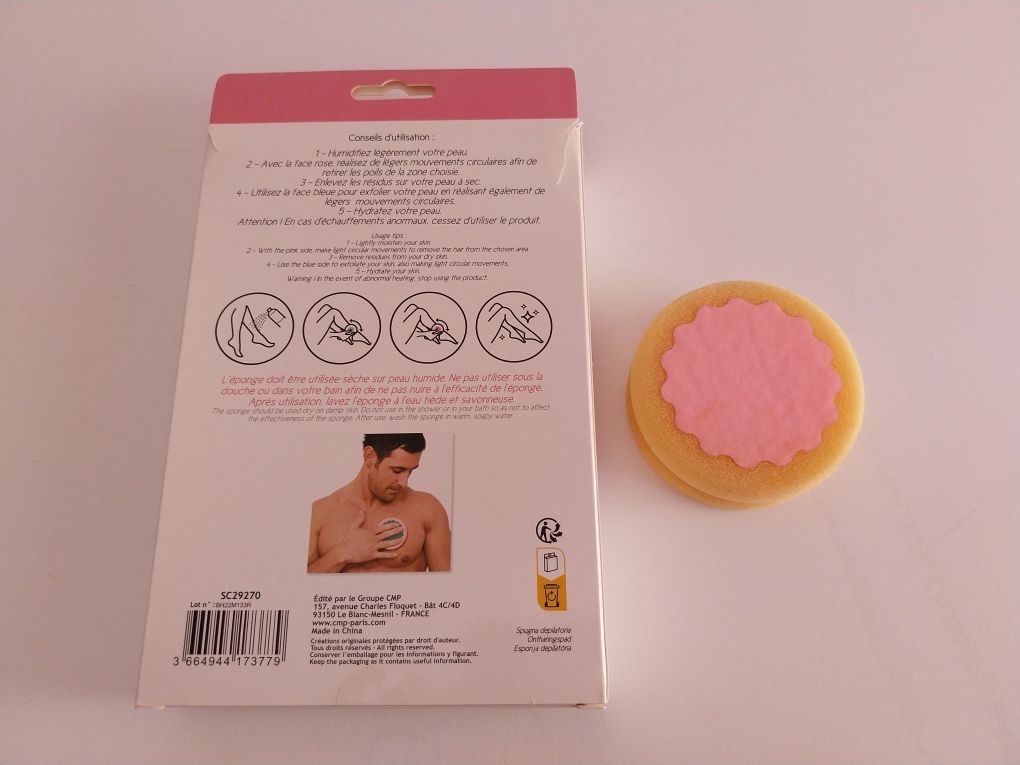 Conseils d'utilisation :
1 - Humidifiez légèrement votre peau.
2 - Avec la face rose, réalisez de légers mouvements circulaires afin de
retirer les poils de la zone choisie.
3 - Enlevez les résidus sur votre peau à sec.
4 - Utilisez la face bleue pour exfolier votre peau en réalisant également de
légers mouvements circulaires.
5 - Hydratez votre peau.
Attention ! En cas d'échauffements anormaux, cessez d'utiliser le produit.
Usage tips :
1 - Lightly moisten your skin.
2 - With the pink side, make light circular movements to remove the hair from the chosen area.
3 - Remove residues from your dry skin.
4 - Use the blue side to exfoliate your skin, also making light circular movements.
5 - Hydrate your skin.
Warning ! In the event of abnormal heating, stop using the product.
L'éponge doit être utilisée sèche sur peau humide. Ne pas utiliser sous la
douche ou dans votre bain afin de ne pas nuire à l'efficacité de l'éponge.
Après utilisation, lavez l'éponge à l'eau tiède et savonneuse.
The sponge should be used dry on damp skin. Do not use in the shower or in your bath so as not to affect
the effectiveness of the sponge. After use, wash the sponge in warm, soapy water.
SC29270
Lot n° : BH22M133R
3 664944 173779
Édité par le Groupe CMP
157, avenue Charles Floquet - Bât 4C/4D
93150 Le Blanc-Mesnil - FRANCE
www.cmp-paris.com
Made in China
Créations originales protégées par droit d'auteur.
Tous droits réservés - All rights reserved.
Conserver l'emballage pour les informations y figurant.
Keep the packaging as it contains useful information.
Spugna depilatoria
Ontharingspad
Esponja depilatória